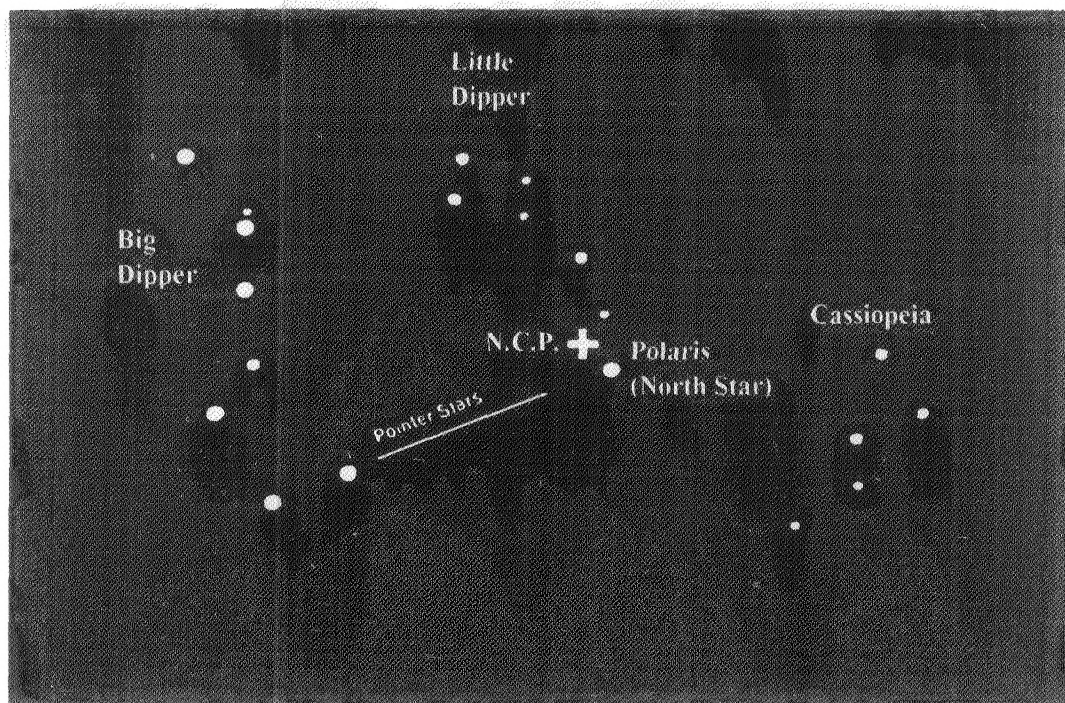 Little
Dipper
Big
Dipper
N.C.P.
Polaris
(North Star)
Cassiopeia
Pointer Stars